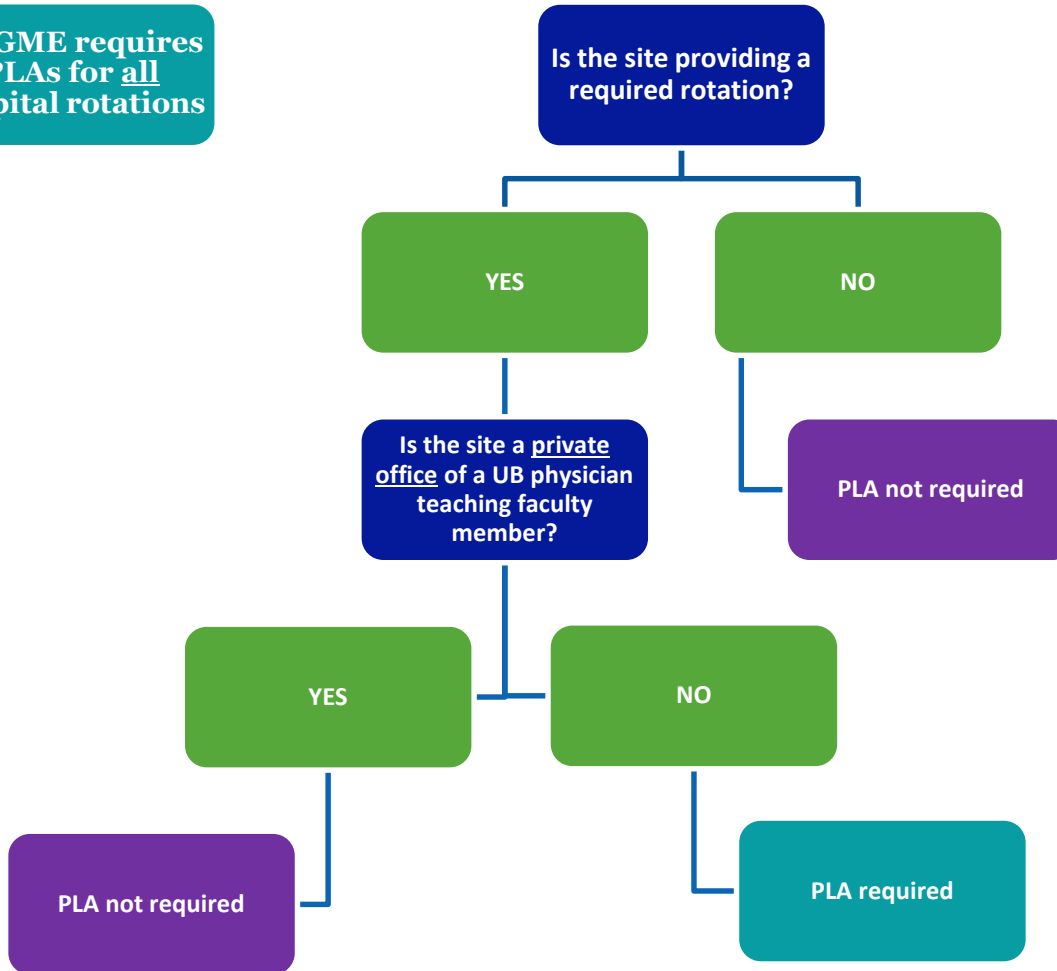 GME requires
PLAs for all
pital rotations
Is the site providing a
required rotation?
YES
NO
Is the site a private
office of a UB physician
teaching faculty
member?
PLA not required
YES
NO
PLA not required
PLA required